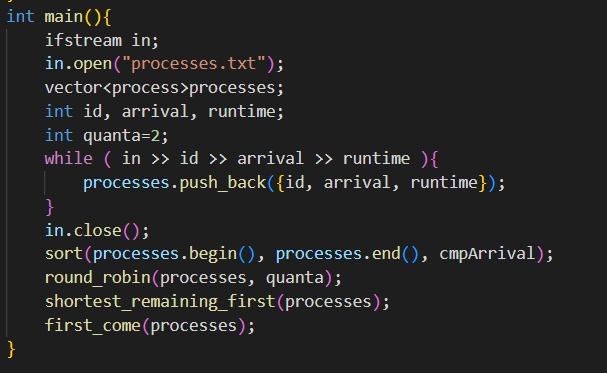 int main(){
    ifstream in;
    in.open("processes.txt");
    vector<process>processes;
    int id, arrival, runtime;
    int quanta=2;
    while ( in >> id >> arrival >> runtime ){
        processes.push_back({id, arrival, runtime});
    }
    in.close();
    sort(processes.begin(), processes.end(), cmpArrival);
    round_robin(processes, quanta);
    shortest_remaining_first(processes);
    first_come(processes);
}